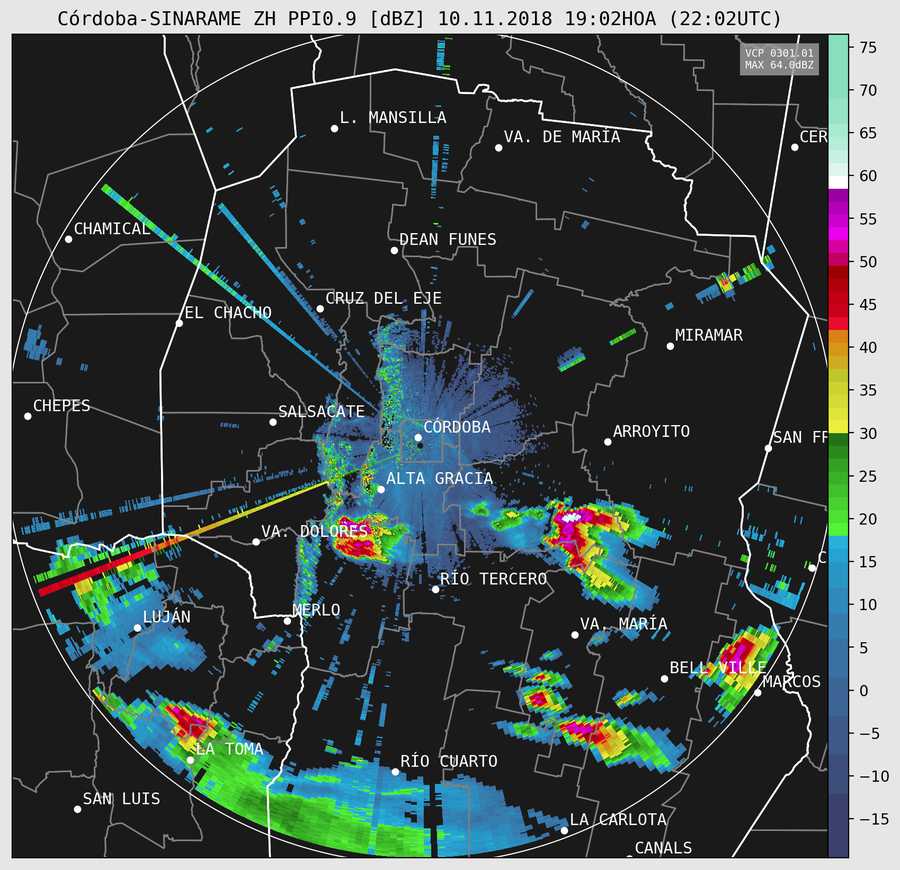 Córdoba-SINARAME ZH PPI0.9 [dBZ] 10.11.2018 19:02HOA (22:02UTC)
VCP 0301.01
MAX 64.0dBZ
L. MANSILLA
VA. DE MARÍA
CER
CHAMICAL
DEAN FUNES
CRUZ DEL EJE
EL CHACHO
MIRAMAR
CHEPES
SALSACATE
CÓRDOBA
ARROYITO
SAN FR
ALTA GRACIA
VA. DOLORES
C
RÍO TERCERO
MERLO
LUJÁN
VA. MARÍA
BELL VILLE
MARCOS
LA TOMA
RÍO CUARTO
SAN LUIS
LA CARLOTA
CANALS
75
70
65
60
55
50
45
40
35
30
25
20
15
10
5
0
−5
−10
−15